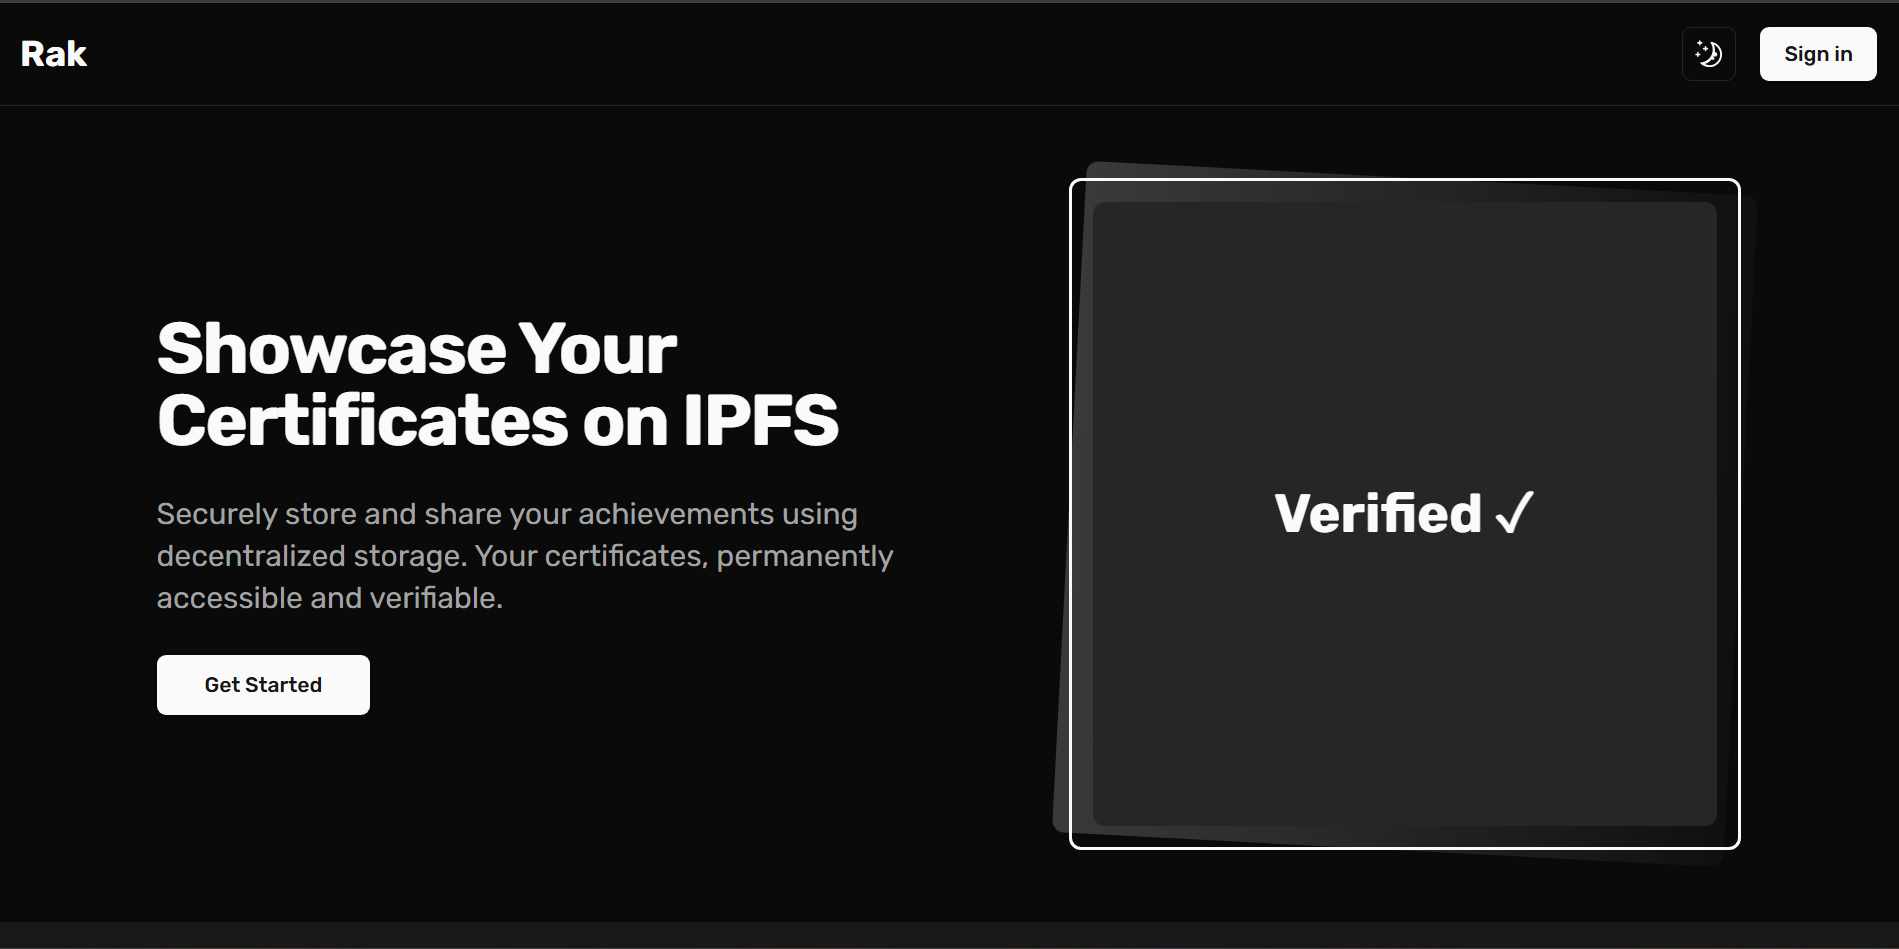 Rak
Sign in
Showcase Your
Certificates on IPFS
Securely store and share your achievements using
decentralized storage. Your certificates, permanently
accessible and verifiable.
Get Started
Verified ✓